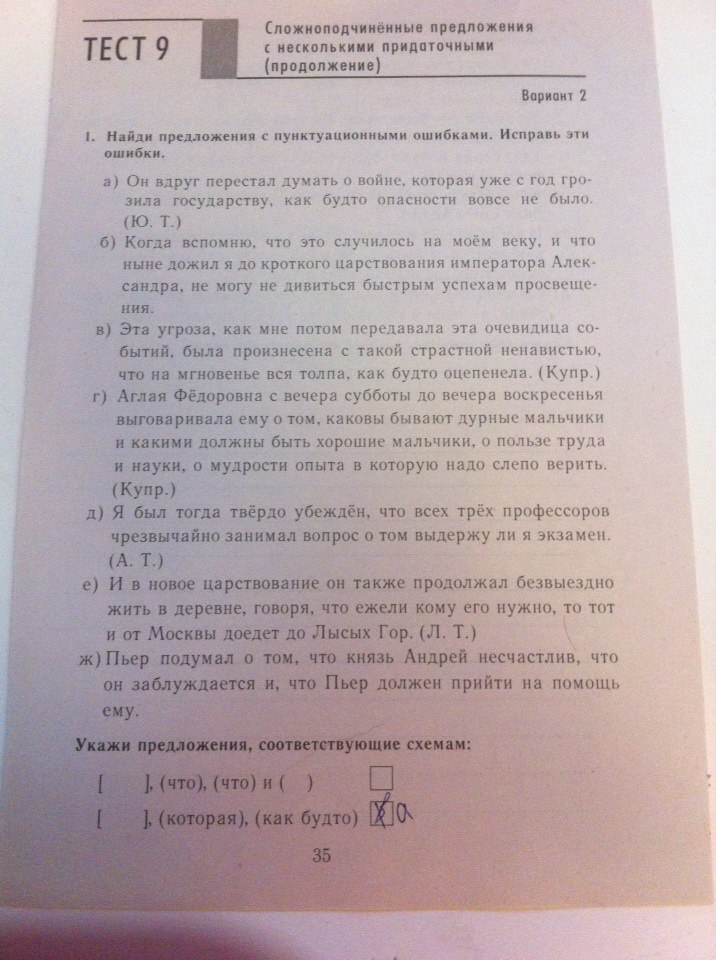 ТЕСТ 9
Сложноподчинённые предложения
с несколькими придаточными
(продолжение)
Вариант 2
1. Найди предложения с пунктуационными ошибками. Исправь эти
ошибки.
а) Он вдруг перестал думать о войне, которая уже с год гро-
зила государству, как будто опасности вовсе не было.
(Ю. Т.)
б) Когда вспомню, что это случилось на моём веку, и что
ныне дожил я до кроткого царствования императора Алек-
сандра, не могу не дивиться быстрым успехам просвеще-
ния.
в) Эта угроза, как мне потом передавала эта очевидица со-
бытий, была произнесена с такой страстной ненавистью,
что на мгновенье вся толпа, как будто оцепенела. (Купр.)
г) Аглая Фёдоровна с вечера субботы до вечера воскресенья
выговаривала ему о том, каковы бывают дурные мальчики
и какими должны быть хорошие мальчики, о пользе труда
и науки, о мудрости опыта в которую надо слепо верить.
(Купр.)
д) Я был тогда твёрдо убеждён, что всех трёх профессоров
чрезвычайно занимал вопрос о том выдержу ли я экзамен.
(А. Т.)
е) И в новое царствование он также продолжал безвыездно
жить в деревне, говоря, что ежели кому его нужно, то тот
и от Москвы доедет до Лысых Гор. (Л. Т.)
ж) Пьер подумал о том, что князь Андрей несчастлив, что
он заблуждается и, что Пьер должен прийти на помощь
ему.
Укажи предложения, соответствующие схемам:
[ ], (что), (что) и ( )
[ ], (которая), (как будто) а
35